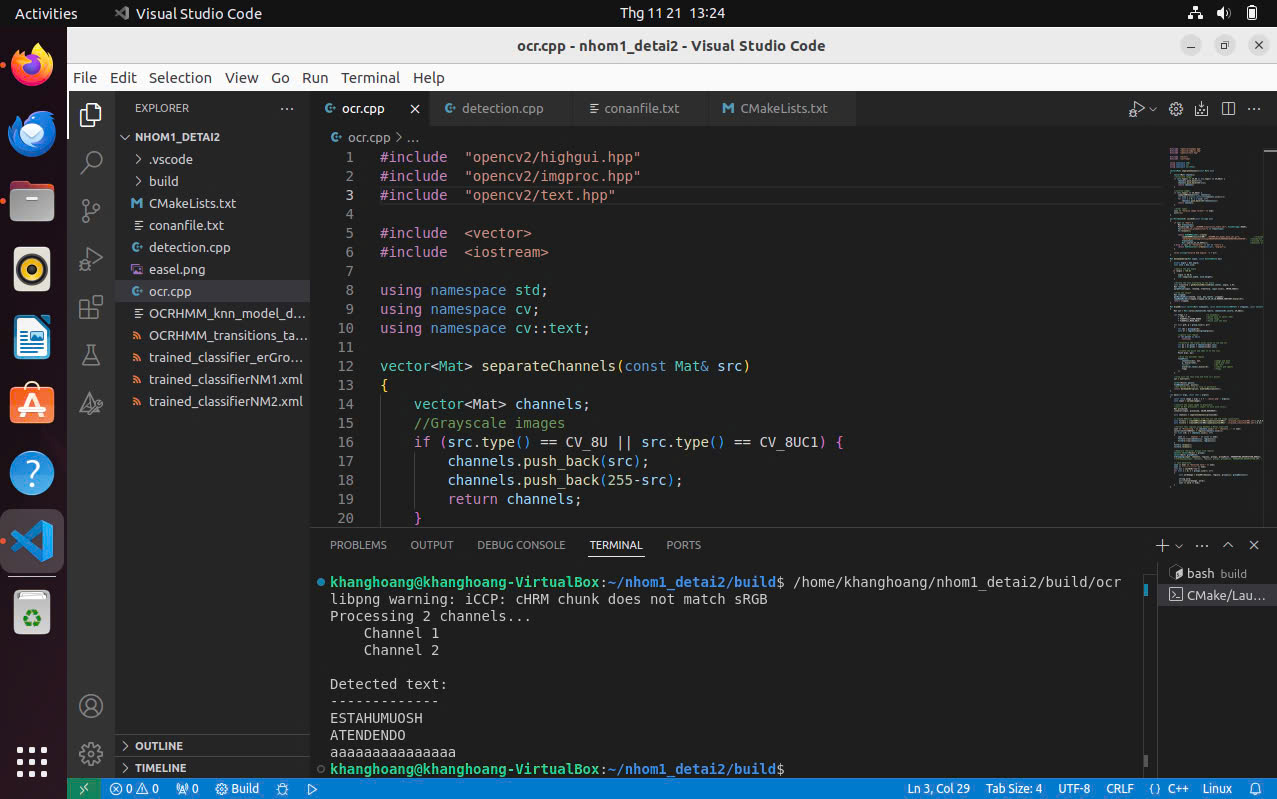 Activities
Visual Studio Code
Thg 11 21 13:24
ocr.cpp - nhom1_detai2 - Visual Studio Code
File Edit Selection View Go Run Terminal Help
EXPLORER
NHOM1_DETAI2
.vscode
build
CMakeLists.txt
conanfile.txt
detection.cpp
easel.png
ocr.cpp
OCRHMM_knn_model_d...
OCRHMM_transitions_ta...
trained_classifier_erGro...
trained_classifierNM1.xml
trained_classifierNM2.xml
OUTLINE
TIMELINE
ocr.cpp
detection.cpp
conanfile.txt
CMakeLists.txt
ocr.cpp > ...
1 #include "opencv2/highgui.hpp"
2 #include "opencv2/imgproc.hpp"
3 #include "opencv2/text.hpp"
4
5 #include <vector>
6 #include <iostream>
7
8 using namespace std;
9 using namespace cv;
10 using namespace cv::text;
11
12 vector<Mat> separateChannels(const Mat& src)
13 {
14 vector<Mat> channels;
15 //Grayscale images
16 if (src.type() == CV_8U || src.type() == CV_8UC1) {
17 channels.push_back(src);
18 channels.push_back(255-src);
19 return channels;
20 }
PROBLEMS OUTPUT DEBUG CONSOLE TERMINAL PORTS
khanghoang@khanghoang-VirtualBox:~/nhom1_detai2/build$ /home/khanghoang/nhom1_detai2/build/ocr
libpng warning: iCCP: cHRM chunk does not match sRGB
Processing 2 channels...
Channel 1
Channel 2
Detected text:
-------------
ESTAHUMUOSH
ATENDENDO
aaaaaaaaaaaaaaa
khanghoang@khanghoang-VirtualBox:~/nhom1_detai2/build$
bash build
CMake/Lau...
0 0 0 Build
Ln 3, Col 29 Tab Size: 4 UTF-8 CRLF {} C++ Linux